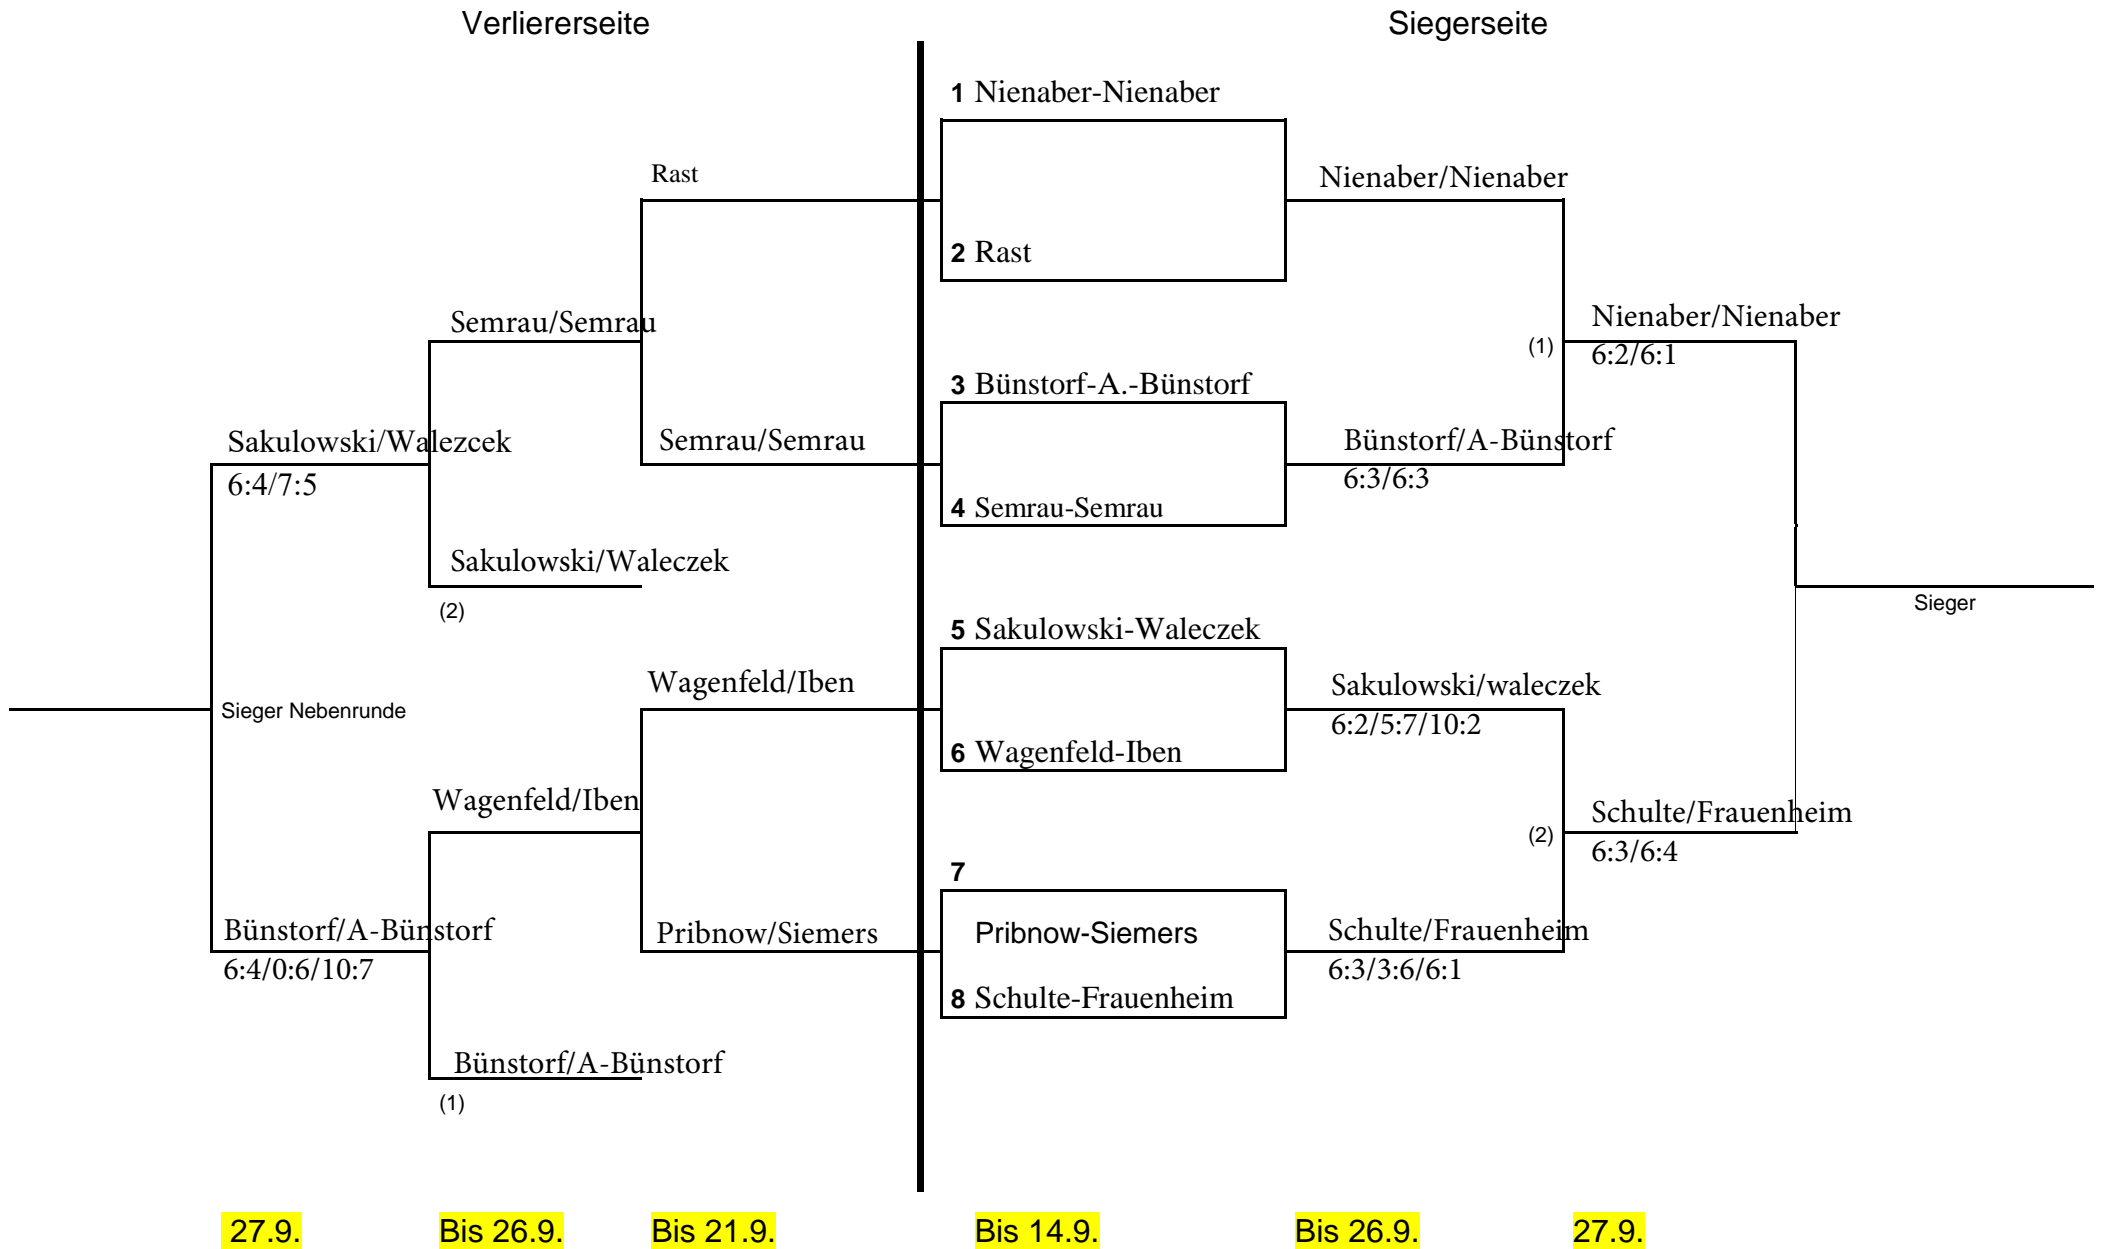 Verliererseite
Siegerseite
1 Nienaber-Nienaber
Rast
Nienaber/Nienaber
2 Rast
Semrau/Semrau
Nienaber/Nienaber
(1)
6:2/6:1
3 Bünstorf-A.-Bünstorf
Sakulowski/Walezcek
Semrau/Semrau
Bünstorf/A-Bünstorf
6:4/7:5
6:3/6:3
4 Semrau-Semrau
Sakulowski/Waleczek
(2)
Sieger
5 Sakulowski-Waleczek
Wagenfeld/Iben
Sakulowski/waleczek
Sieger Nebenrunde
6:2/5:7/10:2
6 Wagenfeld-Iben
Wagenfeld/Iben
Schulte/Frauenheim
(2)
6:3/6:4
7
Bünstorf/A-Bünstorf
Pribnow/Siemers
Pribnow-Siemers
Schulte/Frauenheim
6:4/0:6/10:7
6:3/3:6/6:1
8 Schulte-Frauenheim
Bünstorf/A-Bünstorf
(1)
27.9.
Bis 26.9.
Bis 21.9.
Bis 14.9.
Bis 26.9.
27.9.